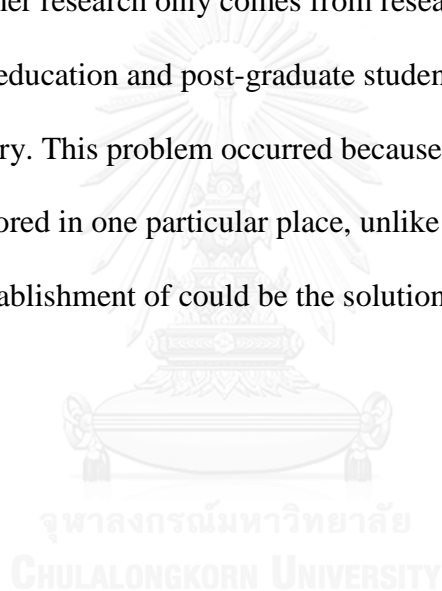 ner research only comes from resea
education and post-graduate studen
ry. This problem occurred because
ored in one particular place, unlike
ablishment of could be the solution
จุฬาลงกรณ์มหาวิทยาลัย
CHULALONGKORN UNIVERSITY